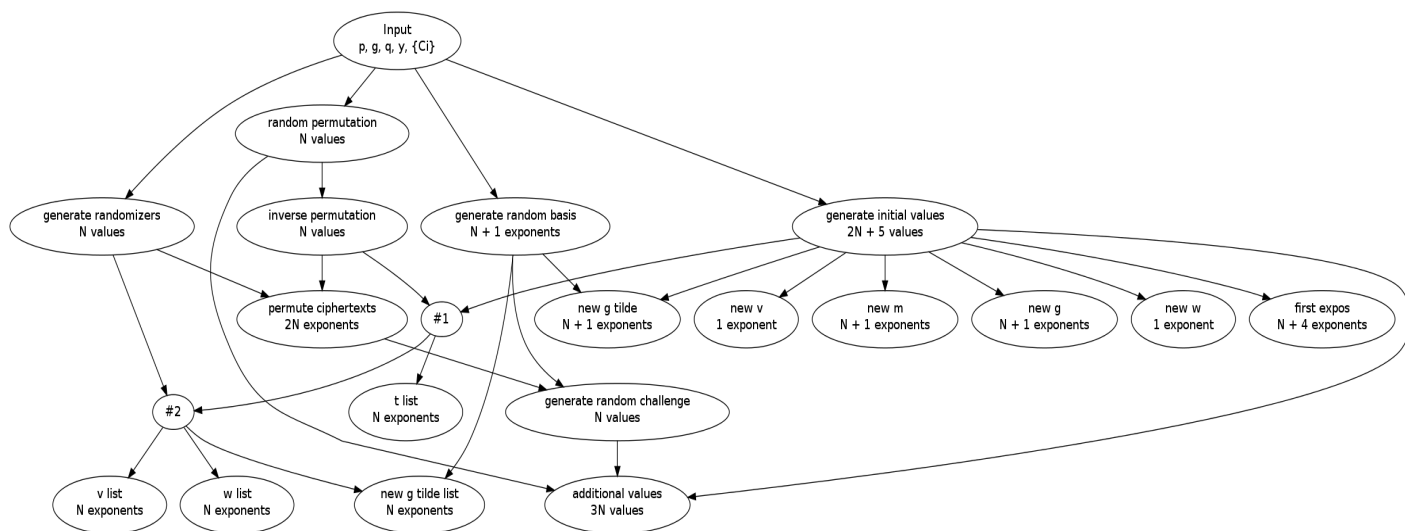 Input
p, g, q, y, {Ci}
random permutation
N values
generate randomizers
N values
inverse permutation
N values
generate random basis
N + 1 exponents
generate initial values
2N + 5 values
permute ciphertexts
2N exponents
#1
new g tilde
N + 1 exponents
new v
1 exponent
new m
N + 1 exponents
new g
N + 1 exponents
new w
1 exponent
first expos
N + 4 exponents
#2
t list
N exponents
generate random challenge
N values
v list
N exponents
w list
N exponents
new g tilde list
N exponents
additional values
3N values